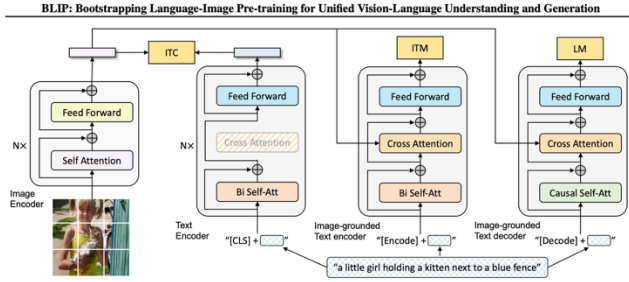 BLIP: Bootstrapping Language-Image Pre-training for Unified Vision-Language Understanding and Generation
ITC
ITM
LM
N×
Feed Forward
Self Attention
Image
Encoder
N×
Feed Forward
Cross Attention
Bi Self-Att
Text
Encoder
"[CLS] +
"
Feed Forward
Cross Attention
Bi Self-Att
Image-grounded
Text encoder
"[Encode] +
"
Feed Forward
Cross Attention
Causal Self-Att
Image-grounded
Text decoder
"[Decode] +
"
"a little girl holding a kitten next to a blue fence"